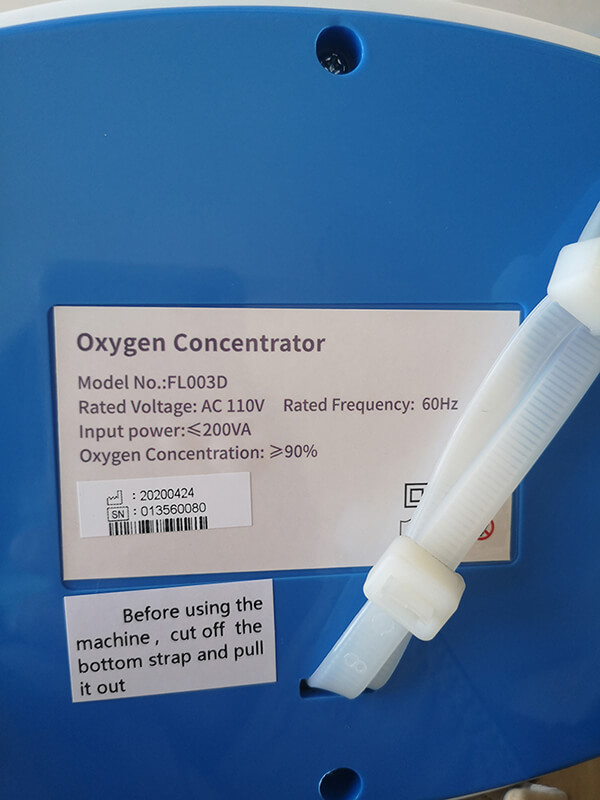 Oxygen Concentrator
Model No.:FL003D
Rated Voltage: AC 110V Rated Frequency: 60Hz
Input power:≤200VA
Oxygen Concentration: ≥90%
: 20200424
SN : 013560080
Before using the
machine , cut off the
bottom strap and pull
it out